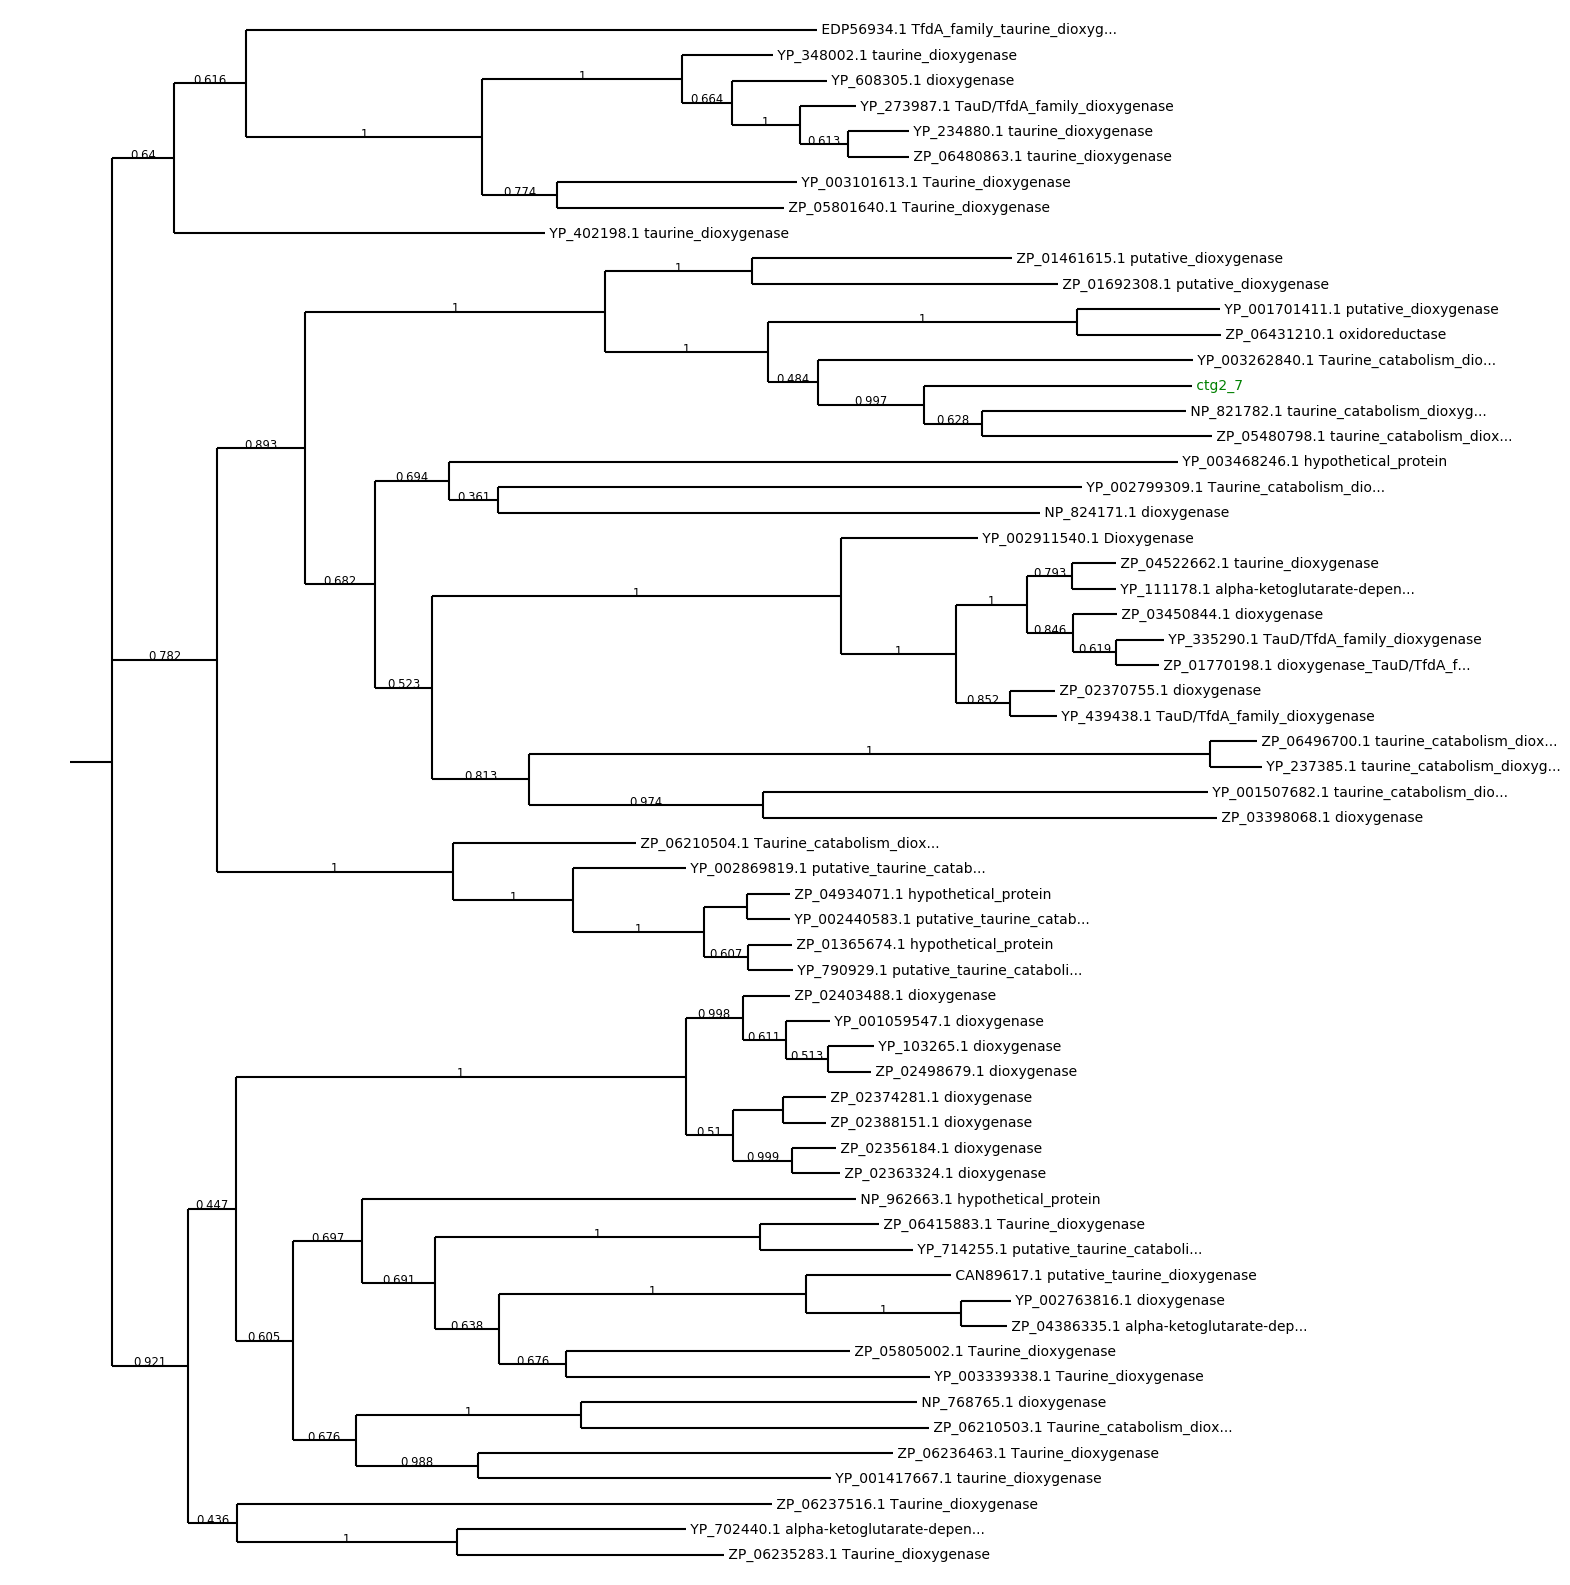 EDP56934.1 TfdA_family_taurine_dioxyg...
YP_348002.1 taurine_dioxygenase
1
0.616
YP_608305.1 dioxygenase
0.664
YP_273987.1 TauD/TfdA_family_dioxygenase
1
YP_234880.1 taurine_dioxygenase
1
0.613
0.64
ZP_06480863.1 taurine_dioxygenase
YP_003101613.1 Taurine_dioxygenase
0.774
ZP_05801640.1 Taurine_dioxygenase
YP_402198.1 taurine_dioxygenase
ZP_01461615.1 putative_dioxygenase
1
ZP_01692308.1 putative_dioxygenase
1
YP_001701411.1 putative_dioxygenase
1
ZP_06431210.1 oxidoreductase
1
YP_003262840.1 Taurine_catabolism_dio...
0.484
ctg2_7
0.997
NP_821782.1 taurine_catabolism_dioxyg...
0.628
ZP_05480798.1 taurine_catabolism_diox...
0.893
YP_003468246.1 hypothetical_protein
0.694
YP_002799309.1 Taurine_catabolism_dio...
0.361
NP_824171.1 dioxygenase
YP_002911540.1 Dioxygenase
ZP_04522662.1 taurine_dioxygenase
0.793
0.682
YP_111178.1 alpha-ketoglutarate-depen...
1
1
ZP_03450844.1 dioxygenase
0.846
YP_335290.1 TauD/TfdA_family_dioxygenase
1
0.619
0.782
ZP_01770198.1 dioxygenase_TauD/TfdA_f...
0.523
ZP_02370755.1 dioxygenase
0.852
YP_439438.1 TauD/TfdA_family_dioxygenase
ZP_06496700.1 taurine_catabolism_diox...
1
YP_237385.1 taurine_catabolism_dioxyg...
0.813
YP_001507682.1 taurine_catabolism_dio...
0.974
ZP_03398068.1 dioxygenase
ZP_06210504.1 Taurine_catabolism_diox...
1
YP_002869819.1 putative_taurine_catab...
ZP_04934071.1 hypothetical_protein
1
YP_002440583.1 putative_taurine_catab...
1
ZP_01365674.1 hypothetical_protein
0.607
YP_790929.1 putative_taurine_cataboli...
ZP_02403488.1 dioxygenase
0.998
YP_001059547.1 dioxygenase
0.611
YP_103265.1 dioxygenase
0.513
ZP_02498679.1 dioxygenase
1
ZP_02374281.1 dioxygenase
ZP_02388151.1 dioxygenase
0.51
ZP_02356184.1 dioxygenase
0.999
ZP_02363324.1 dioxygenase
NP_962663.1 hypothetical_protein
0.447
ZP_06415883.1 Taurine_dioxygenase
1
0.697
YP_714255.1 putative_taurine_cataboli...
CAN89617.1 putative_taurine_dioxygenase
0.691
1
YP_002763816.1 dioxygenase
1
ZP_04386335.1 alpha-ketoglutarate-dep...
0.638
0.605
ZP_05805002.1 Taurine_dioxygenase
0.676
0.921
YP_003339338.1 Taurine_dioxygenase
NP_768765.1 dioxygenase
1
ZP_06210503.1 Taurine_catabolism_diox...
0.676
ZP_06236463.1 Taurine_dioxygenase
0.988
YP_001417667.1 taurine_dioxygenase
ZP_06237516.1 Taurine_dioxygenase
0.436
YP_702440.1 alpha-ketoglutarate-depen...
1
ZP_06235283.1 Taurine_dioxygenase